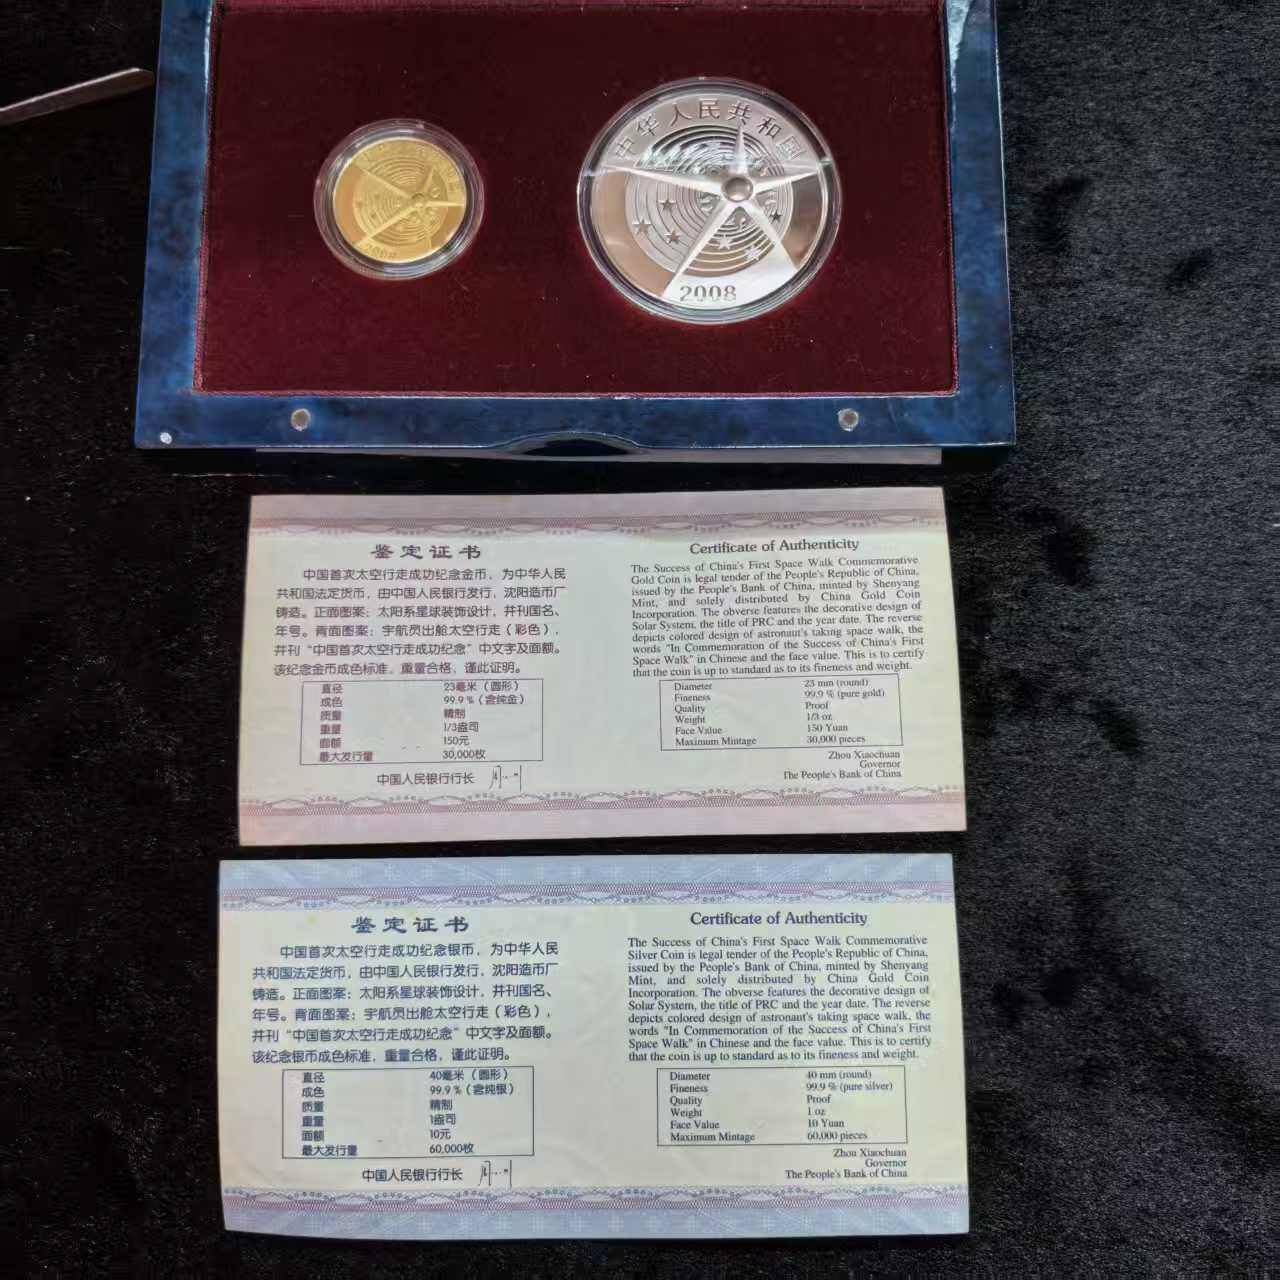 中华人民共和国
2008
2008
鉴定证书
中国首次太空行走成功纪念金币，为中华人民
共和国法定货币，由中国人民银行发行，沈阳造币厂
铸造。正面图案：太阳系星球装饰设计，并刊国名、
年号。背面图案：宇航员出舱太空行走（彩色），
并刊“中国首次太空行走成功纪念”中文字及面额。
该纪念金币成色标准，重量合格，谨此证明。
直径 23毫米（圆形）
成色 99.9％（含纯金）
质量 精制
重量 1/3盎司
面额 150元
最大发行量 30,000枚
中国人民银行行长
Certificate of Authenticity
The Success of China's First Space Walk Commemorative
Gold Coin is legal tender of the People's Republic of China,
issued by the People's Bank of China, minted by Shenyang
Mint, and solely distributed by China Gold Coin
Incorporation. The obverse features the decorative design of
Solar System, the title of PRC and the year date. The reverse
depicts colored design of astronaut's taking space walk, the
words "In Commemoration of the Success of China's First
Space Walk" in Chinese and the face value. This is to certify
that the coin is up to standard as to its fineness and weight.
Diameter 23 mm (round)
Fineness 99.9 % (pure gold)
Quality Proof
Weight 1/3 oz
Face Value 150 Yuan
Maximum Mintage 30,000 pieces
Zhou Xiaochuan
Governor
The People's Bank of China
鉴定证书
中国首次太空行走成功纪念银币，为中华人民
共和国法定货币，由中国人民银行发行，沈阳造币厂
铸造。正面图案：太阳系星球装饰设计，并刊国名、
年号。背面图案：宇航员出舱太空行走（彩色），
并刊“中国首次太空行走成功纪念”中文字及面额。
该纪念银币成色标准，重量合格，谨此证明。
直径 40毫米（圆形）
成色 99.9％（含纯银）
质量 精制
重量 1盎司
面额 10元
最大发行量 60,000枚
中国人民银行行长
Certificate of Authenticity
The Success of China's First Space Walk Commemorative
Silver Coin is legal tender of the People's Republic of China,
issued by the People's Bank of China, minted by Shenyang
Mint, and solely distributed by China Gold Coin
Incorporation. The obverse features the decorative design of
Solar System, the title of PRC and the year date. The reverse
depicts colored design of astronaut's taking space walk, the
words "In Commemoration of the Success of China's First
Space Walk" in Chinese and the face value. This is to certify
that the coin is up to standard as to its fineness and weight.
Diameter 40 mm (round)
Fineness 99.9 % (pure silver)
Quality Proof
Weight 1 oz
Face Value 10 Yuan
Maximum Mintage 60,000 pieces
Zhou Xiaochuan
Governor
The People's Bank of China